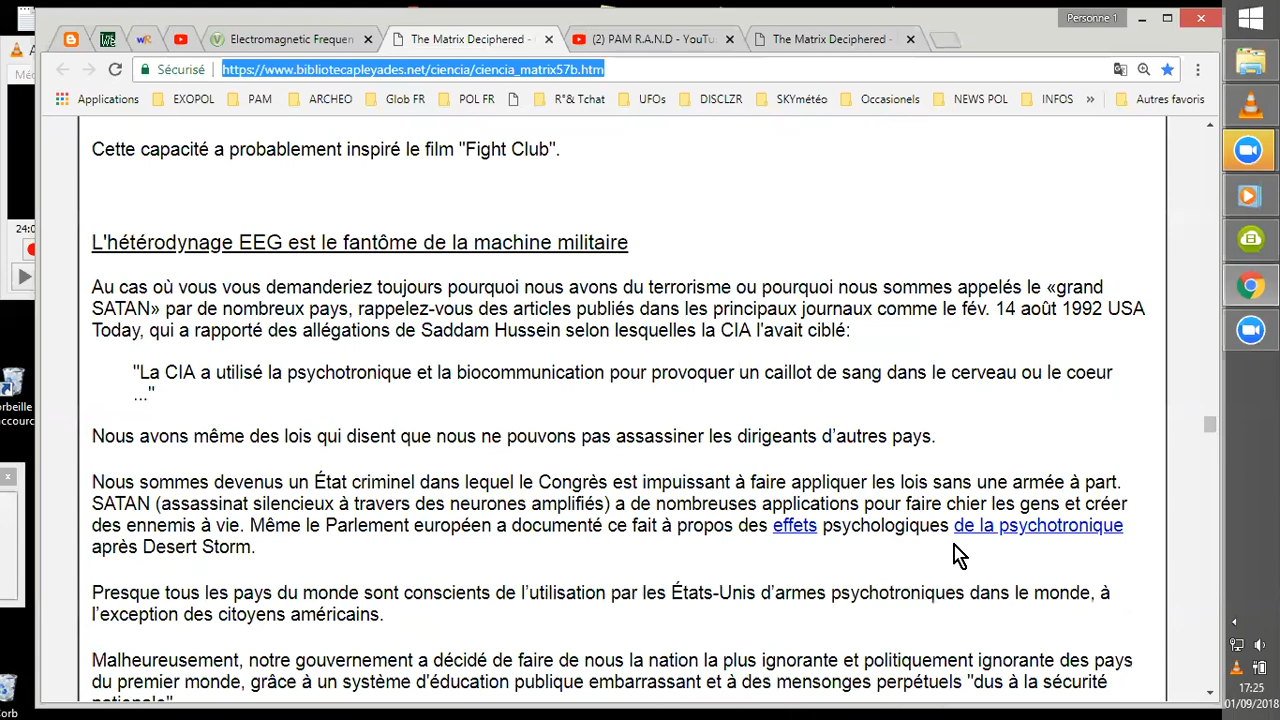 Personne 1
Electromagnetic Frequen
The Matrix Deciphered -
(2) PAM R.A.N.D - YouTu
The Matrix Deciphered -
Sécurisé
https://www.bibliotecapleyades.net/ciencia/ciencia_matrix57b.htm
Applications EXOPOL PAM ARCHEO Glob FR POL FR R°& Tchat UFOs DISCLZR SKYmétéo Occasionels NEWS POL INFOS » Autres favoris
Cette capacité a probablement inspiré le film "Fight Club".
L'hétérodynage EEG est le fantôme de la machine militaire
Au cas où vous vous demanderiez toujours pourquoi nous avons du terrorisme ou pourquoi nous sommes appelés le «grand
SATAN» par de nombreux pays, rappelez-vous des articles publiés dans les principaux journaux comme le fév. 14 août 1992 USA
Today, qui a rapporté des allégations de Saddam Hussein selon lesquelles la CIA l'avait ciblé:
"La CIA a utilisé la psychotronique et la biocommunication pour provoquer un caillot de sang dans le cerveau ou le coeur
..."
Nous avons même des lois qui disent que nous ne pouvons pas assassiner les dirigeants d’autres pays.
Nous sommes devenus un État criminel dans lequel le Congrès est impuissant à faire appliquer les lois sans une armée à part.
SATAN (assassinat silencieux à travers des neurones amplifiés) a de nombreuses applications pour faire chier les gens et créer
des ennemis à vie. Même le Parlement européen a documenté ce fait à propos des effets psychologiques de la psychotronique
après Desert Storm.
Presque tous les pays du monde sont conscients de l’utilisation par les États-Unis d’armes psychotroniques dans le monde, à
l’exception des citoyens américains.
Malheureusement, notre gouvernement a décidé de faire de nous la nation la plus ignorante et politiquement ignorante des pays
du premier monde, grâce à un système d'éducation publique embarrassant et à des mensonges perpétuels "dus à la sécurité
nationale"
24:0
orbeille
accourc
Corb
17:25
01/09/2018